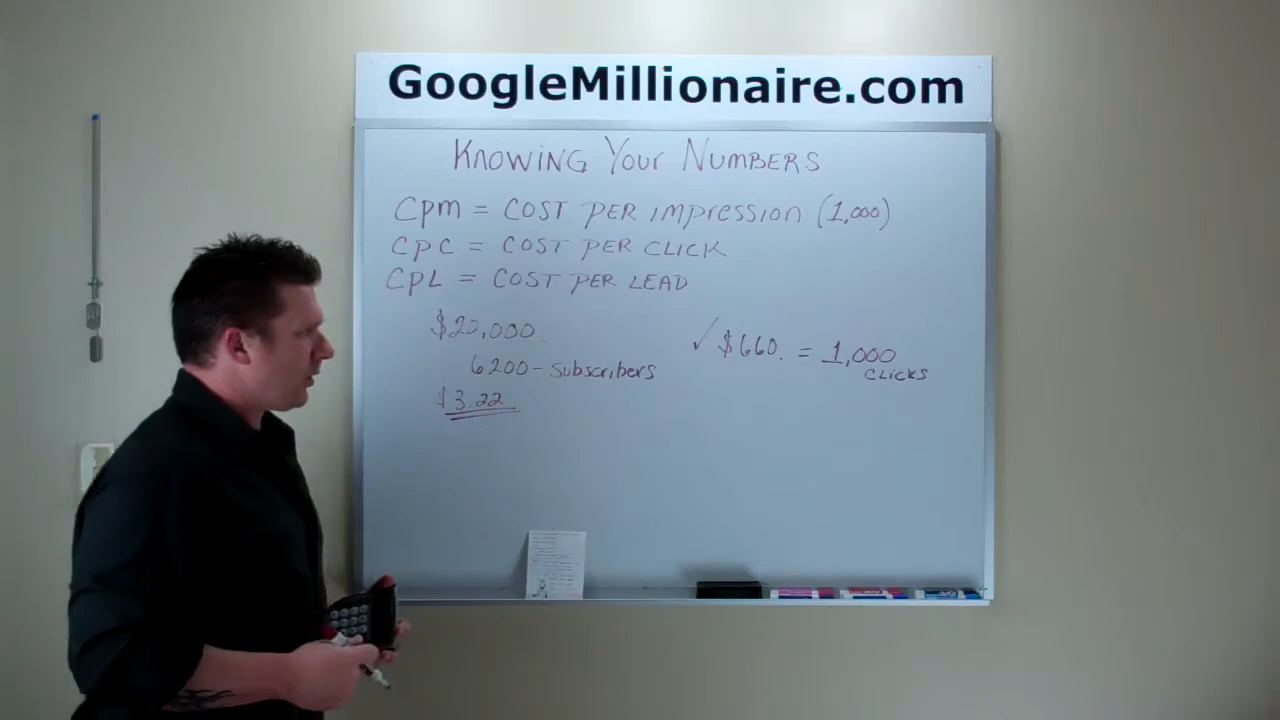 GoogleMillionaire.com
KNOWING YOUR NUMBERS
CPM = COST PER IMPRESSION (1,000)
CPC = COST PER CLICK
CPL = COST PER LEAD
$20,000
6200 - SUBSCRIBERS
$3.22
✓ $660. = 1,000
CLICKS